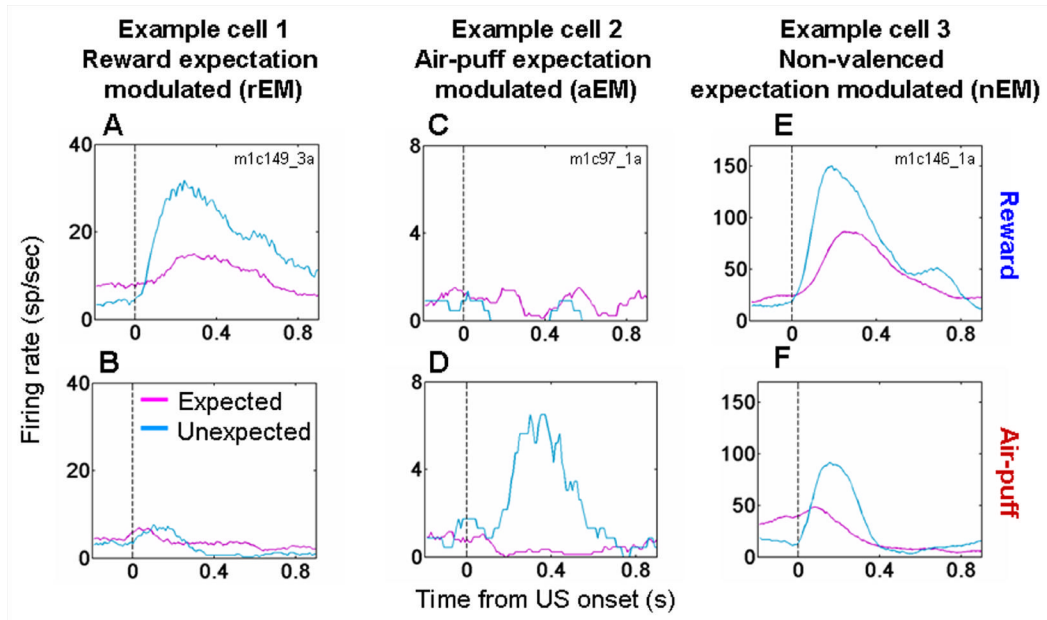 Example cell 1
Reward expectation
modulated (rEM)
Example cell 2
Air-puff expectation
modulated (aEM)
Example cell 3
Non-valenced
expectation modulated (nEM)
A
m1c149_3a
40
20
0
0
0.4
0.8
C
m1c97_1a
8
4
0
0
0.4
0.8
E
m1c146_1a
150
100
50
0
0
0.4
0.8
Reward
Firing rate (sp/sec)
B
Expected
Unexpected
40
20
0
0
0.4
0.8
D
8
4
0
0
0.4
0.8
F
150
100
50
0
0
0.4
0.8
Air-puff
Time from US onset (s)